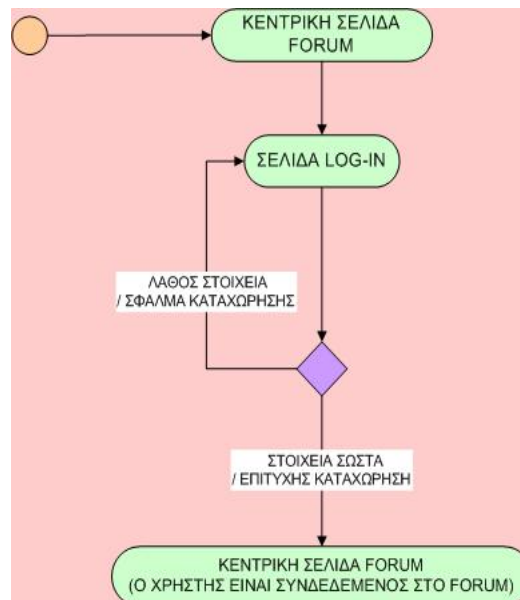 ΚΕΝΤΡΙΚΗ ΣΕΛΙΔΑ
FORUM
ΣΕΛΙΔΑ LOG-IN
ΛΑΘΟΣ ΣΤΟΙΧΕΙΑ
/ ΣΦΑΛΜΑ ΚΑΤΑΧΩΡΗΣΗΣ
ΣΤΟΙΧΕΙΑ ΣΩΣΤΑ
/ ΕΠΙΤΥΧΗΣ ΚΑΤΑΧΩΡΗΣΗ
ΚΕΝΤΡΙΚΗ ΣΕΛΙΔΑ FORUM
(Ο ΧΡΗΣΤΗΣ ΕΙΝΑΙ ΣΥΝΔΕΔΕΜΕΝΟΣ ΣΤΟ FORUM)